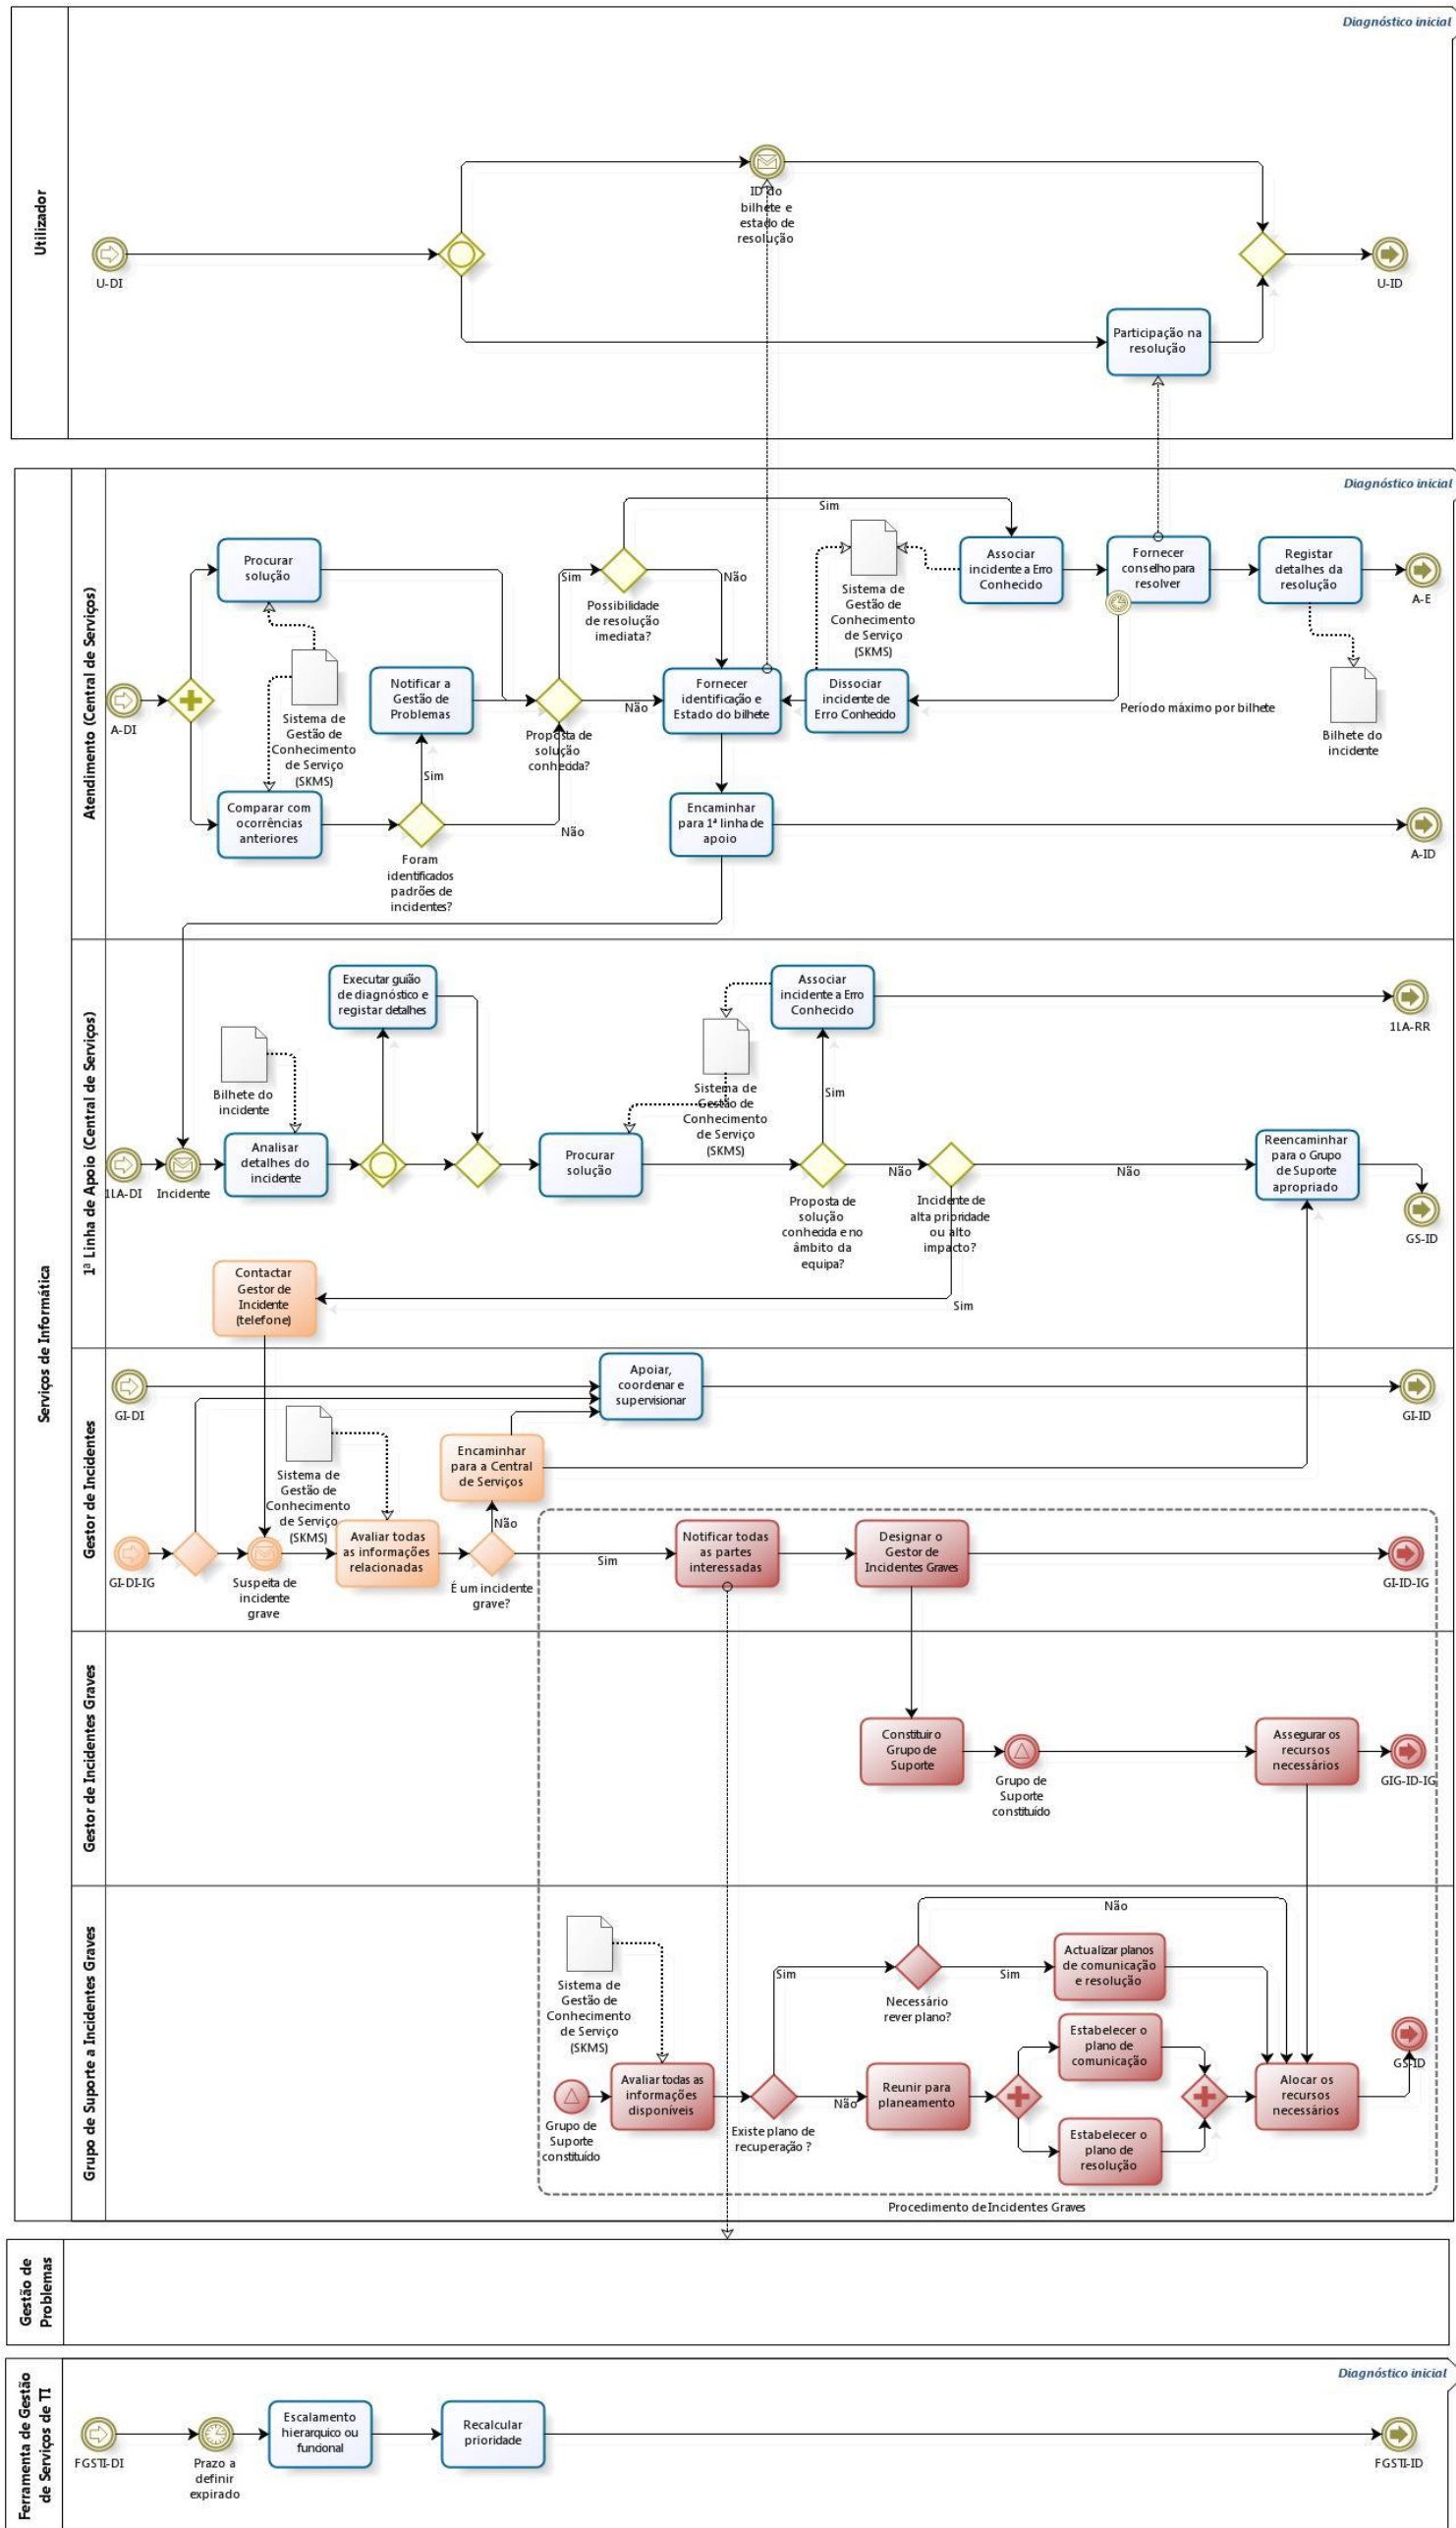 Diagnóstico inicial
Utilizador
ID do
bilhete e
estado de
resolução
U-DI
U-ID
Participação na
resolução
Serviços de Informática
Diagnóstico inicial
Atendimento (Central de Serviços)
Sim
Procurar
solução
Sistema de
Gestão de
Conhecimento
de Serviço
(SKMS)
Associar
incidente a Erro
Conhecido
Fornecer
conselho para
resolver
Registar
detalhes da
resolução
A-E
Sim
Não
Possibilidade
de resolução
imediata?
A-DI
Sistema de
Gestão de
Conhecimento
de Serviço
(SKMS)
Notificar a
Gestão de
Problemas
Proposta de
solução
conhecida?
Não
Fornecer
identificação e
Estado do bilhete
Dissociar
incidente de
Erro Conhecido
Período máximo por bilhete
Bilhete do
incidente
Sim
Comparar com
ocorrências
anteriores
Não
Foram
identificados
padrões de
incidentes?
Encaminhar
para 1ª linha de
apoio
A-ID
1ª Linha de Apoio (Central de Serviços)
Executar guião
de diagnóstico e
registar detalhes
Associar
incidente a Erro
Conhecido
1LA-RR
Bilhete do
incidente
Sistema de
Gestão de
Conhecimento
de Serviço
(SKMS)
Sim
1LA-DI
Incidente
Analisar
detalhes do
incidente
Procurar
solução
Proposta de
solução
conhecida e no
âmbito da
equipa?
Não
Incidente de
alta prioridade
ou alto
impacto?
Não
Reencaminhar
para o Grupo
de Suporte
apropriado
GS-ID
Contactar
Gestor de
Incidente
(telefone)
Sim
Gestor de Incidentes
GI-DI
Apoiar,
coordenar e
supervisionar
GI-ID
Sistema de
Gestão de
Conhecimento
de Serviço
(SKMS)
Encaminhar
para a Central
de Serviços
Não
GI-DI-IG
Suspeita de
incidente
grave
Avaliar todas
as informações
relacionadas
É um incidente
grave?
Sim
Notificar todas
as partes
interessadas
Designar o
Gestor de
Incidentes Graves
GI-ID-IG
Gestor de Incidentes Graves
Constituir o
Grupo de
Suporte
Grupo de
Suporte
constituído
Assegurar os
recursos
necessários
GIG-ID-IG
Grupo de Suporte a Incidentes Graves
Não
Sistema de
Gestão de
Conhecimento
de Serviço
(SKMS)
Sim
Necessário
rever plano?
Sim
Actualizar planos
de comunicação
e resolução
Estabelecer o
plano de
comunicação
GS-ID
Grupo de
Suporte
constituído
Avaliar todas as
informações
disponíveis
Existe plano de
recuperação ?
Não
Reunir para
planeamento
Alocar os
recursos
necessários
Estabelecer o
plano de
resolução
Procedimento de Incidentes Graves
Gestão de
Problemas
Ferramenta de Gestão
de Serviços de TI
Diagnóstico inicial
FGSTI-DI
Prazo a
definir
expirado
Escalamento
hierarquico ou
funcional
Recalcular
prioridade
FGSTI-ID